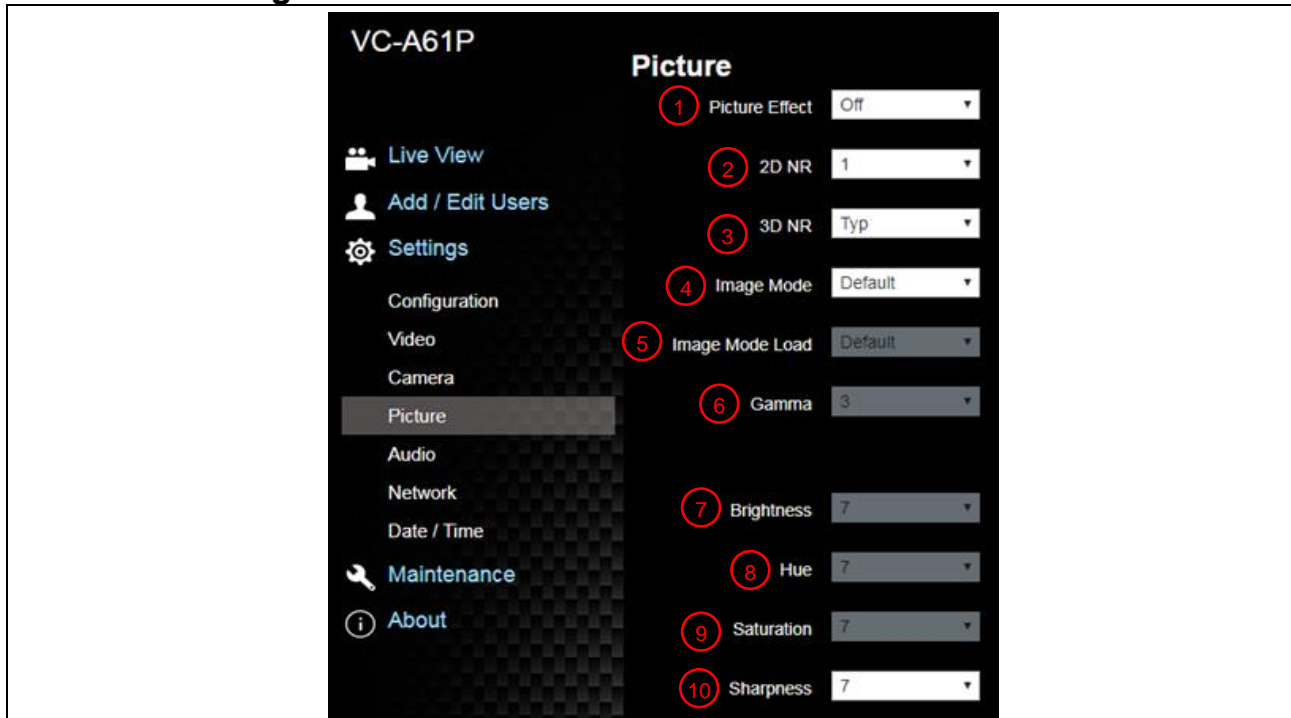 VC-A61P
Live View
Add / Edit Users
Settings
Configuration
Video
Camera
Picture
Audio
Network
Date / Time
Maintenance
About
Picture
1 Picture Effect Off
2 2D NR 1
3 3D NR Typ
4 Image Mode Default
5 Image Mode Load Default
6 Gamma 3
7 Brightness 7
8 Hue 7
9 Saturation 7
10 Sharpness 7